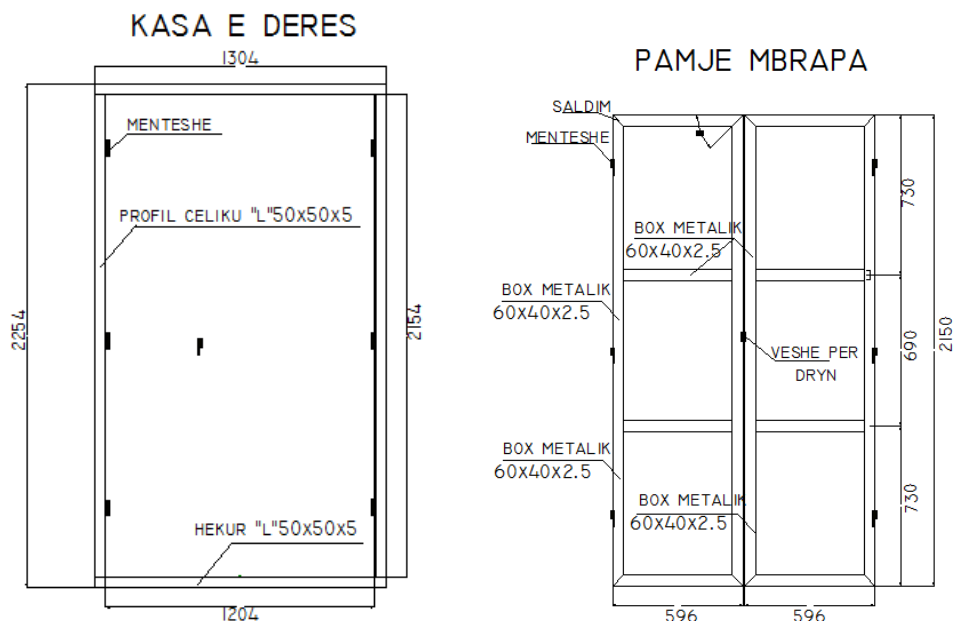 KASA E DERES
1304
MENTESHE
PROFIL CELIKU "L"50X50X5
2254
2154
HEKUR "L"50X50X5
1204
PAMJE MBRAPA
SALDIM
MENTESHE
730
BOX METALIK
60X40X2.5
BOX METALIK
60X40X2.5
690
2150
VESHE PER
DRYN
BOX METALIK
60X40X2.5
BOX METALIK
60X40X2.5
730
596
596